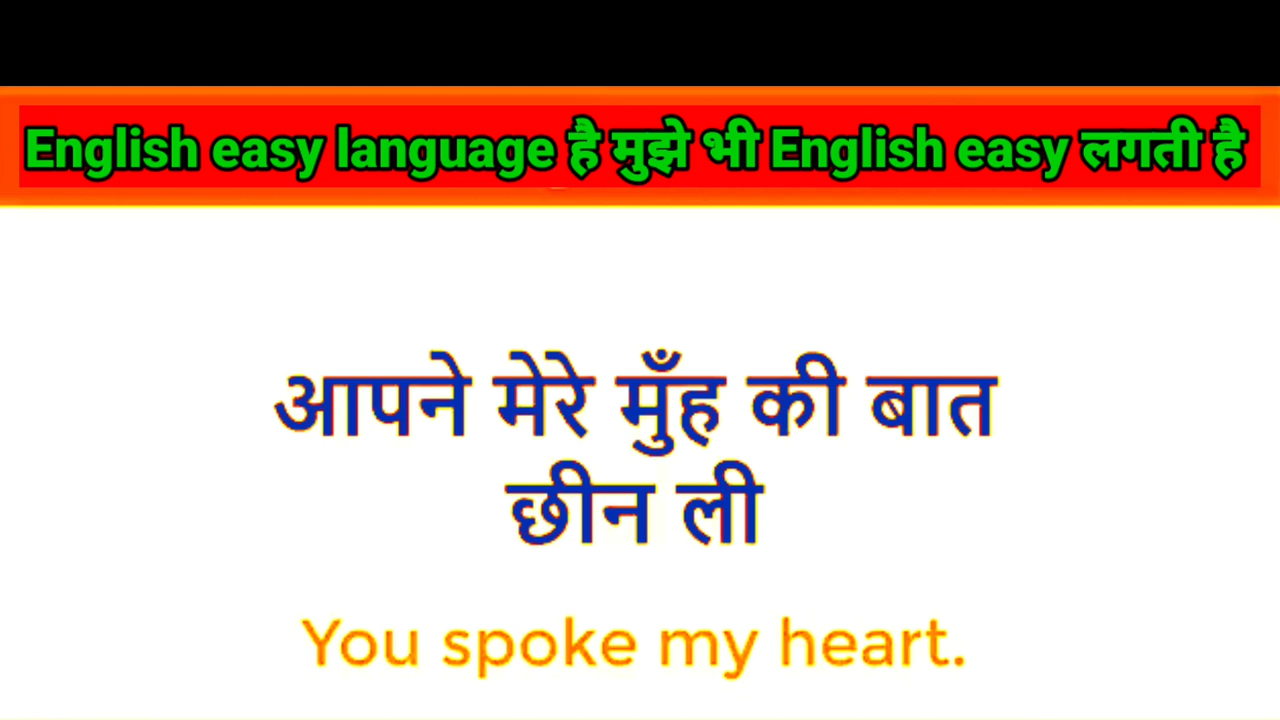 English easy language है मुझे भी English easy लगती है
आपने मेरे मुँह की बात
छीन ली
You spoke my heart.